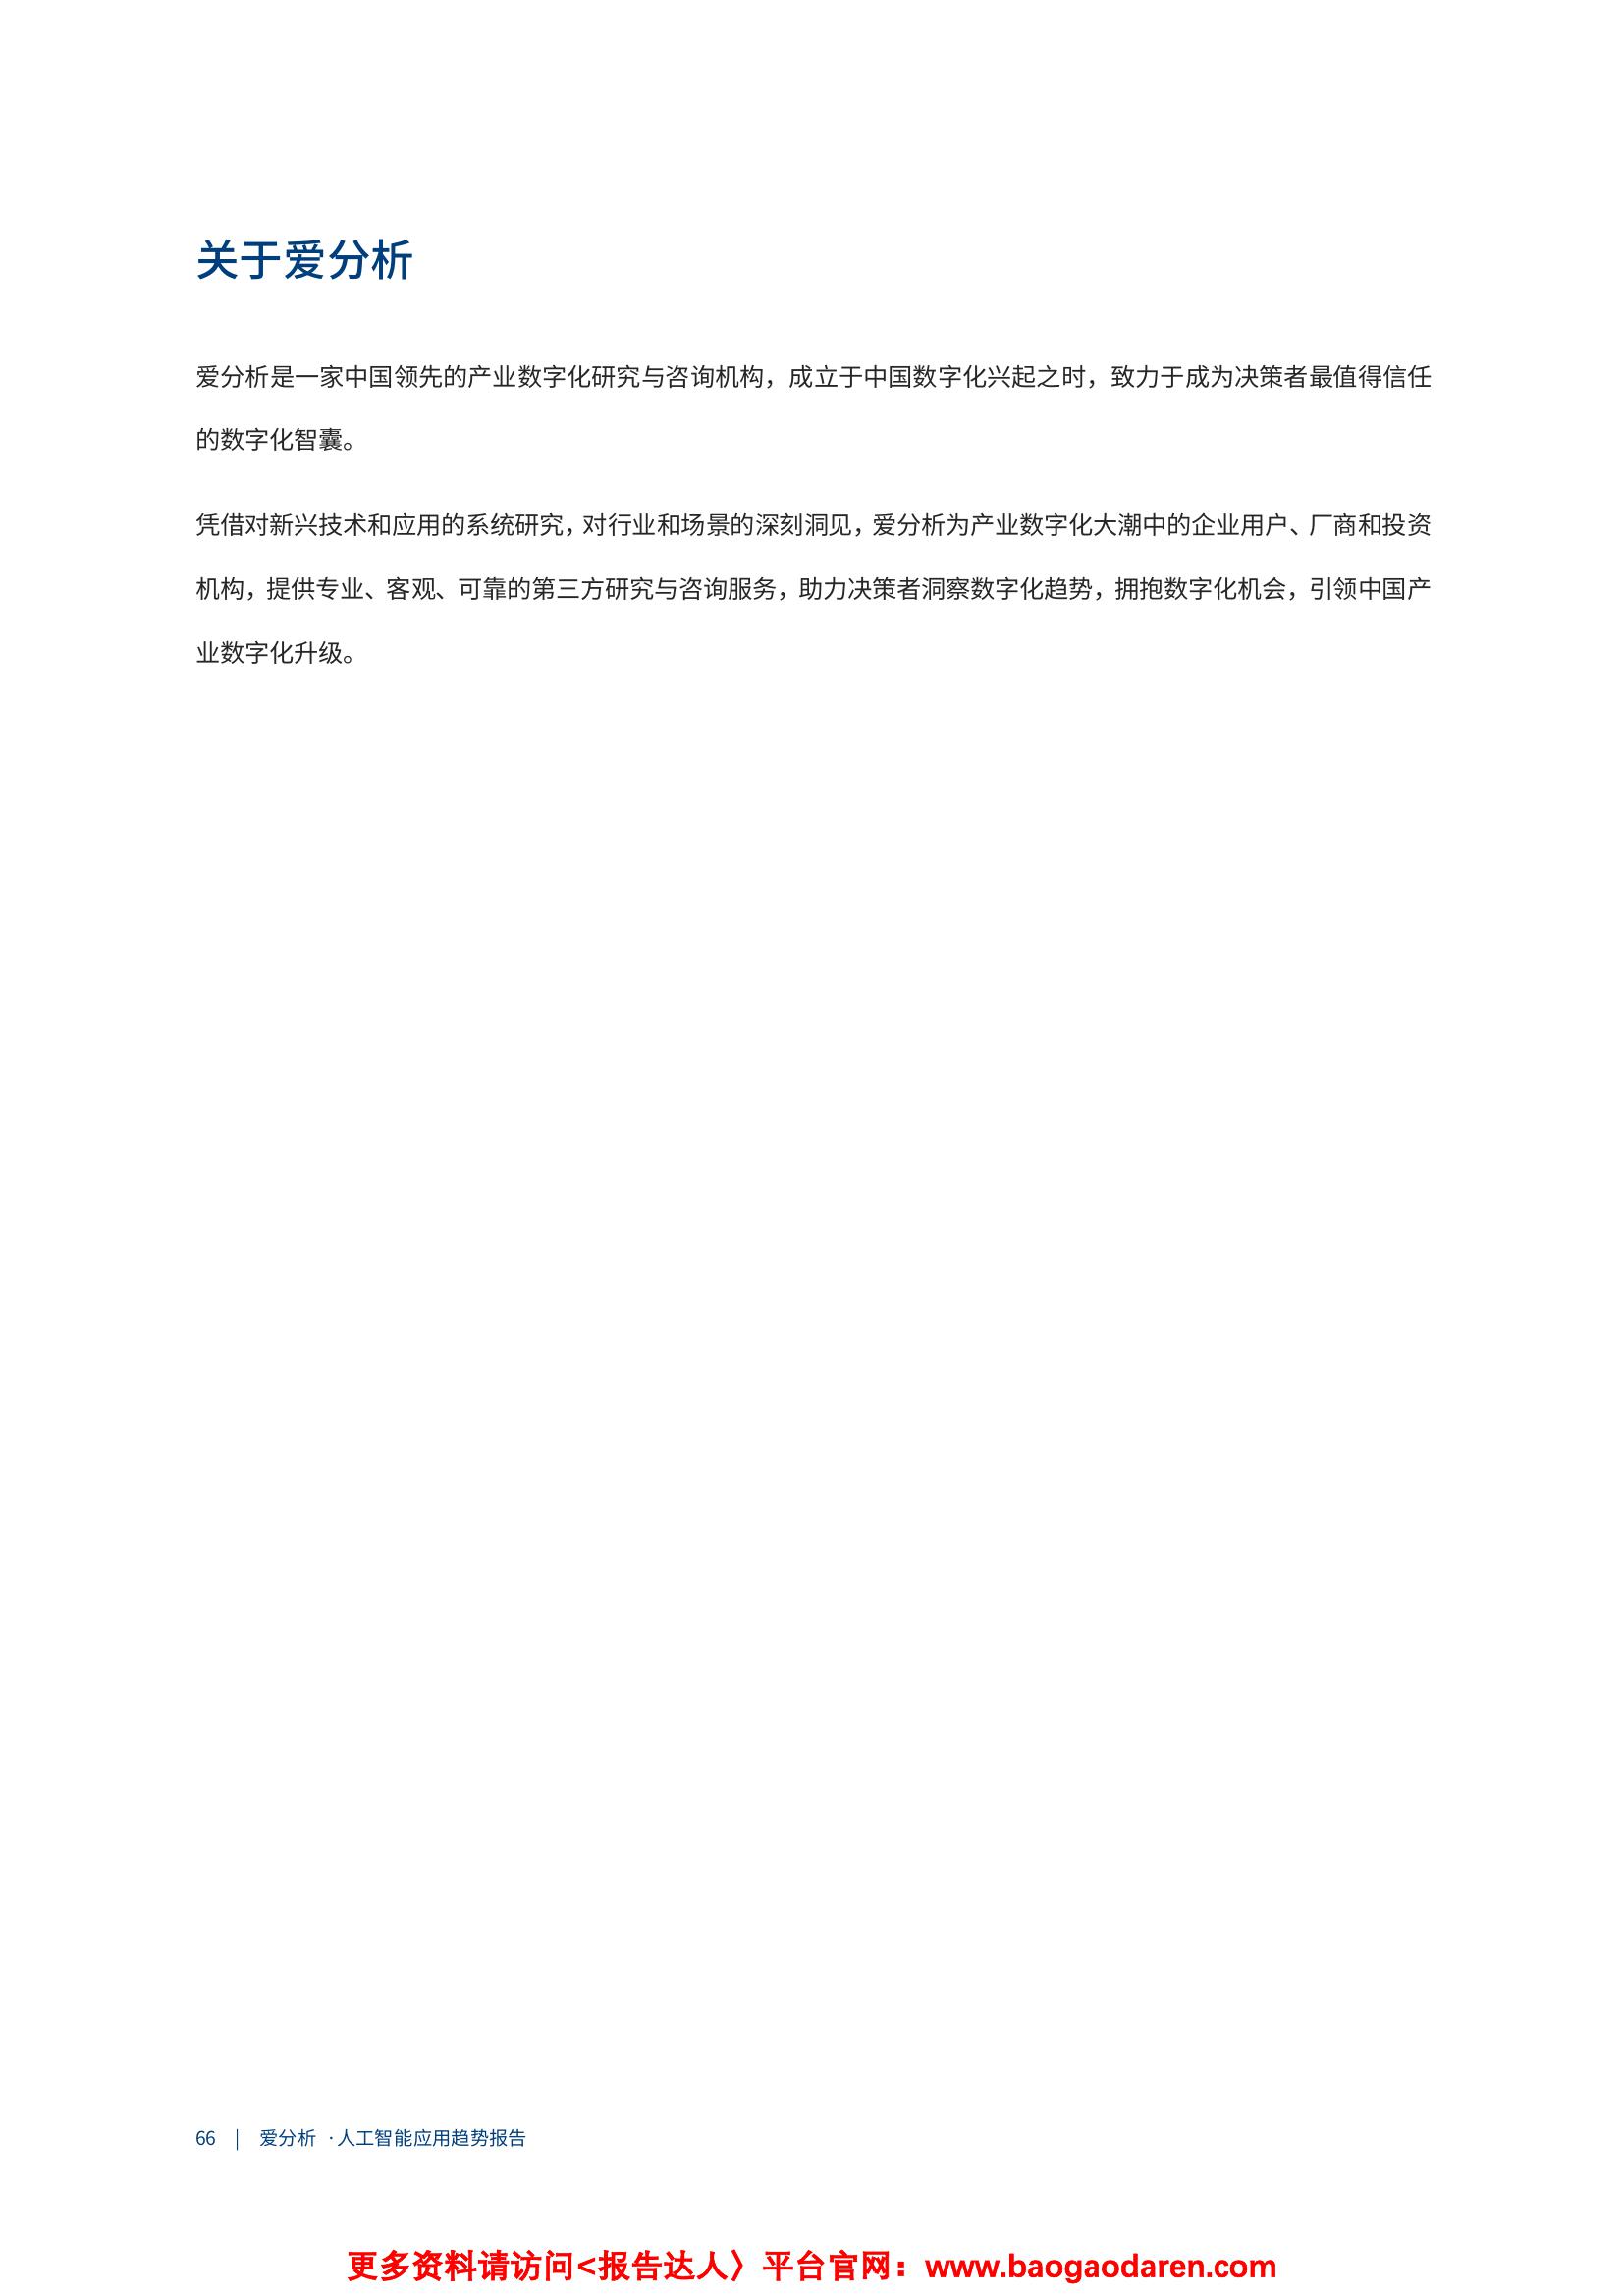 关于爱分析
爱分析是一家中国领先的产业数字化研究与咨询机构，成立于中国数字化兴起之时，致力于成为决策者最值得信任
的数字化智囊。
凭借对新兴技术和应用的系统研究，对行业和场景的深刻洞见，爱分析为产业数字化大潮中的企业用户、厂商和投资
机构，提供专业、客观、可靠的第三方研究与咨询服务，助力决策者洞察数字化趋势，拥抱数字化机会，引领中国产
业数字化升级。
66 | 爱分析 ·人工智能应用趋势报告
更多资料请访问<报告达人〉平台官网：www.baogaodaren.com